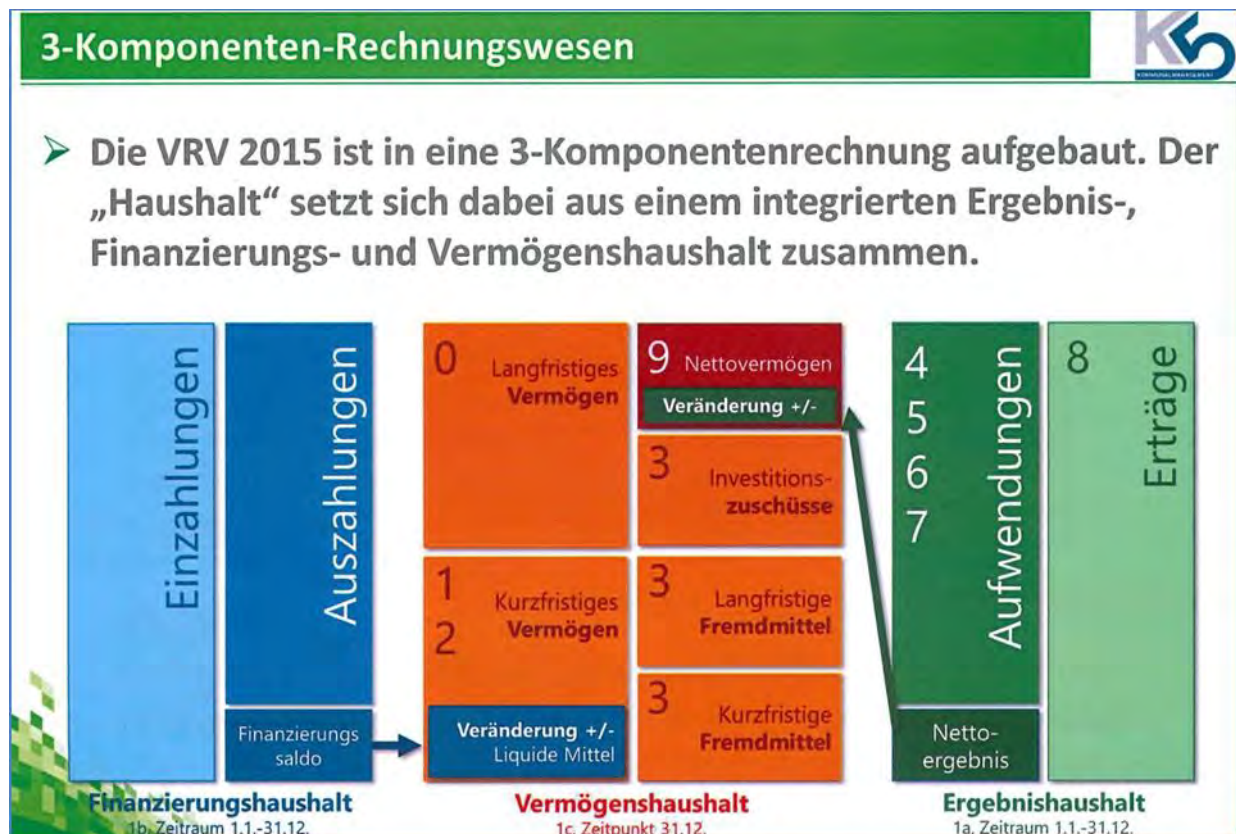 3-Komponenten-Rechnungswesen
K5
KOMMUNALMANAGEMENT
➢ Die VRV 2015 ist in eine 3-Komponentenrechnung aufgebaut. Der
„Haushalt“ setzt sich dabei aus einem integrierten Ergebnis-,
Finanzierungs- und Vermögenshaushalt zusammen.
Einzahlungen
Auszahlungen
Finanzierungs
saldo
Finanzierungshaushalt
1b. Zeitraum 1.1.-31.12.
0
Langfristiges
Vermögen
1
2
Kurzfristiges
Vermögen
Veränderung +/-
Liquide Mittel
9 Nettovermögen
Veränderung +/-
3
Investitions-
zuschüsse
3
Langfristige
Fremdmittel
3
Kurzfristige
Fremdmittel
Vermögenshaushalt
1c. Zeitpunkt 31.12.
4
5
6
7
Aufwendungen
Netto-
ergebnis
8
Erträge
Ergebnishaushalt
1a. Zeitraum 1.1.-31.12.